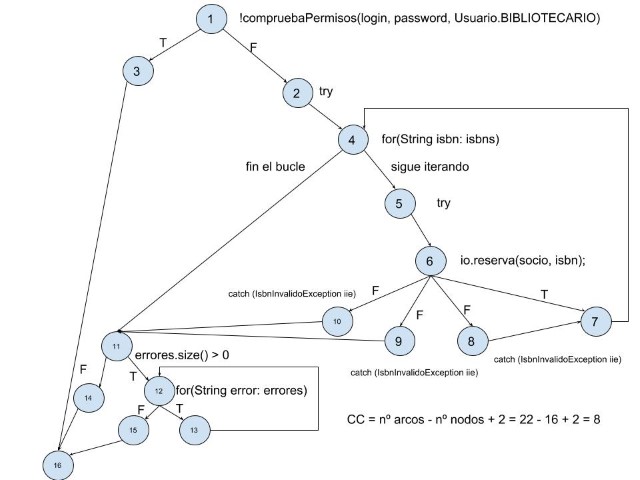 1
!compruebaPermisos(login, password, Usuario.BIBLIOTECARIO)
T
F
3
2
try
4
for(String isbn: isbns)
fin el bucle
sigue iterando
5
try
6
io.reserva(socio, isbn);
catch (IsbnInvalidoException iie)
F
F
F
T
10
9
8
7
catch (IsbnInvalidoException iie)
catch (IsbnInvalidoException iie)
11
errores.size() > 0
F
T
12
for(String error: errores)
14
F
T
15
13
CC = nº arcos - nº nodos + 2 = 22 - 16 + 2 = 8
16